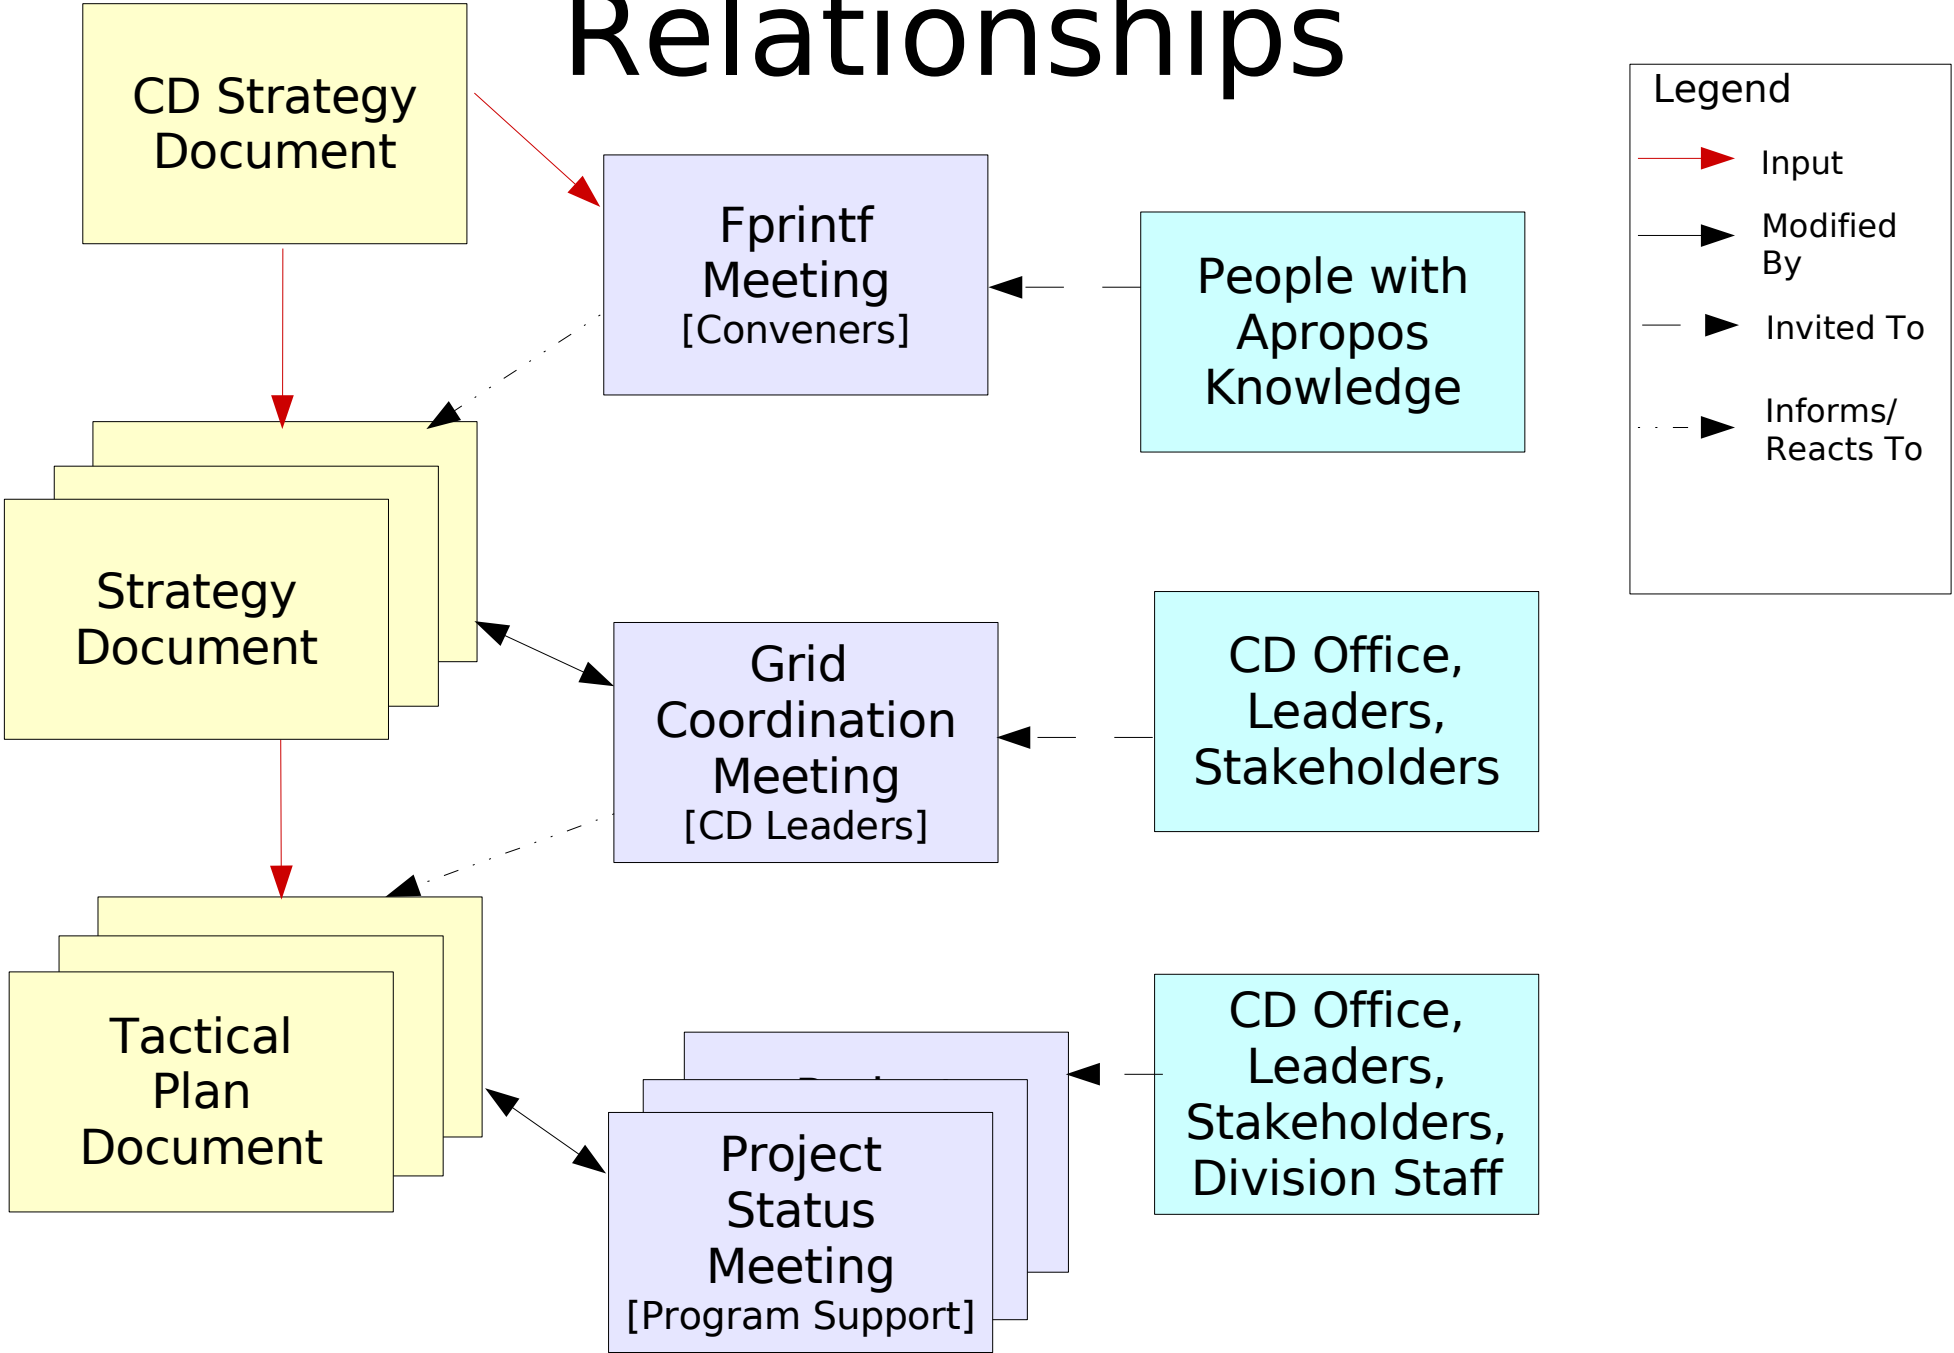 Relationships
CD Strategy
Document
Fprintf
Meeting
[Conveners]
People with
Apropos
Knowledge
Legend
Input
Modified
By
Invited To
Informs/
Reacts To
Strategy
Document
Grid
Coordination
Meeting
[CD Leaders]
CD Office,
Leaders,
Stakeholders
Tactical
Plan
Document
Project
Status
Meeting
[Program Support]
CD Office,
Leaders,
Stakeholders,
Division Staff